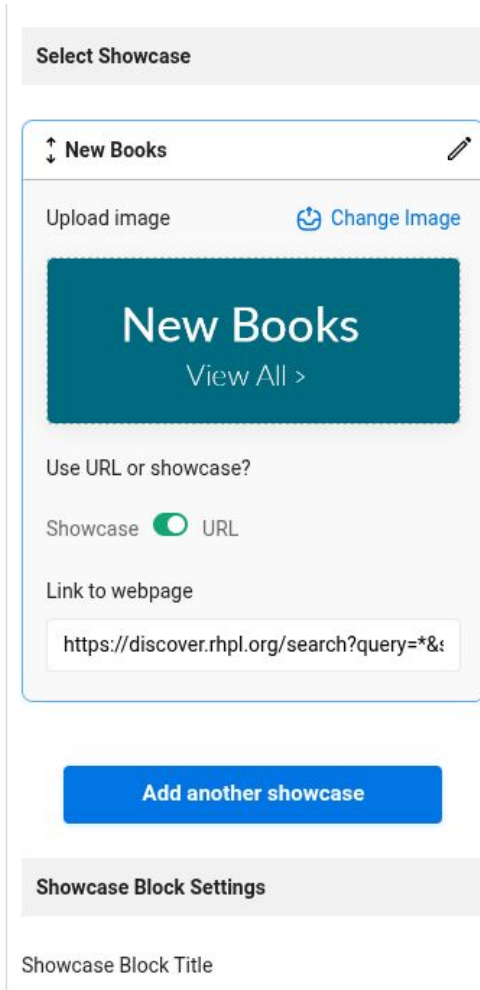 Select Showcase
New Books
Upload image Change Image
New Books
View All >
Use URL or showcase?
Showcase URL
Link to webpage
https://discover.rhpl.org/search?query=*&s
Add another showcase
Showcase Block Settings
Showcase Block Title